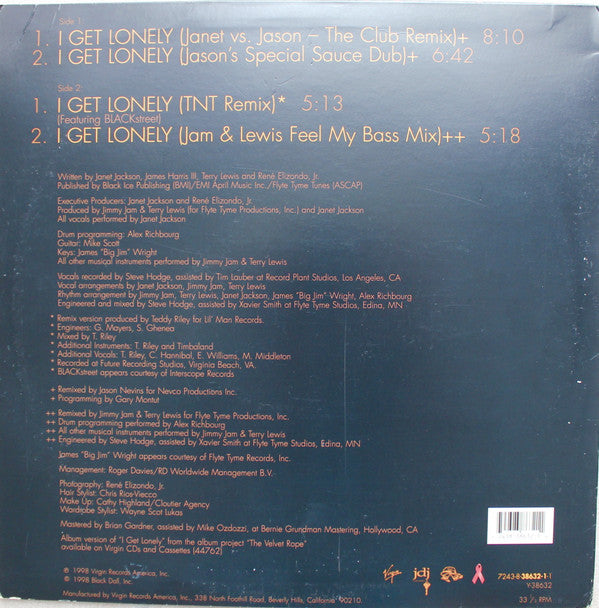 Side 1:
1. I GET LONELY (Janet vs. Jason – The Club Remix)+ 8:10
2. I GET LONELY (Jason's Special Sauce Dub)+ 6:42
Side 2:
1. I GET LONELY (TNT Remix)* 5:13
(Featuring BLACKstreet)
2. I GET LONELY (Jam & Lewis Feel My Bass Mix)++ 5:18
Written by Janet Jackson, James Harris III, Terry Lewis and René Elizondo, Jr.
Published by Black Ice Publishing (BMI)/EMI April Music Inc./Flyte Tyme Tunes (ASCAP)
Executive Producers: Janet Jackson and René Elizondo, Jr.
Produced by Jimmy Jam & Terry Lewis (for Flyte Tyme Productions, Inc.) and Janet Jackson
All vocals performed by Janet Jackson
Drum programming: Alex Richbourg
Guitar: Mike Scott
Keys: James "Big Jim" Wright
All other musical instruments performed by Jimmy Jam & Terry Lewis
Vocals recorded by Steve Hodge, assisted by Tim Lauber at Record Plant Studios, Los Angeles, CA
Vocal arrangements by Janet Jackson, Jimmy Jam, Terry Lewis
Rhythm arrangement by Jimmy Jam, Terry Lewis, Janet Jackson, James "Big Jim" Wright, Alex Richbourg
Engineered and mixed by Steve Hodge, assisted by Xavier Smith at Flyte Tyme Studios, Edina, MN
* Remix version produced by Teddy Riley for Lil' Man Records.
* Engineers: G. Mayers, S. Ghenea
* Mixed by T. Riley
* Additional Instruments: T. Riley and Timbaland
* Additional Vocals: T. Riley, C. Hannibal, E. Williams, M. Middleton
* Recorded at Future Recording Studios, Virginia Beach, VA.
* BLACKstreet appears courtesy of Interscope Records
+ Remixed by Jason Nevins for Nevco Productions Inc.
+ Programming by Gary Montut
++ Remixed by Jimmy Jam & Terry Lewis for Flyte Tyme Productions, Inc.
++ Drum programming performed by Alex Richbourg
++ All other musical instruments performed by Jimmy Jam & Terry Lewis
++ Engineered by Steve Hodge, assisted by Xavier Smith at Flyte Tyme Studios, Edina, MN
James "Big Jim" Wright appears courtesy of Flyte Tyme Records, Inc.
Management: Roger Davies/RD Worldwide Management B.V.
Photography: René Elizondo, Jr.
Hair Stylist: Chris Rios-Viecco
Make Up: Cathy Highland/Cloutier Agency
Wardrobe Stylist: Wayne Scot Lukas
Mastered by Brian Gardner, assisted by Mike Ozdozzi, at Bernie Grundman Mastering, Hollywood, CA
Album version of "I Get Lonely" from the album project "The Velvet Rope"
available on Virgin CDs and Cassettes (44762)
℗ 1998 Virgin Records America, Inc.
© 1998 Black Doll, Inc.
Manufactured by Virgin Records America, Inc., 338 North Foothill Road, Beverly Hills, California 90210.
Virgin jdj
7243-8-38632-1-1
Y-38632
33 ⅓ RPM